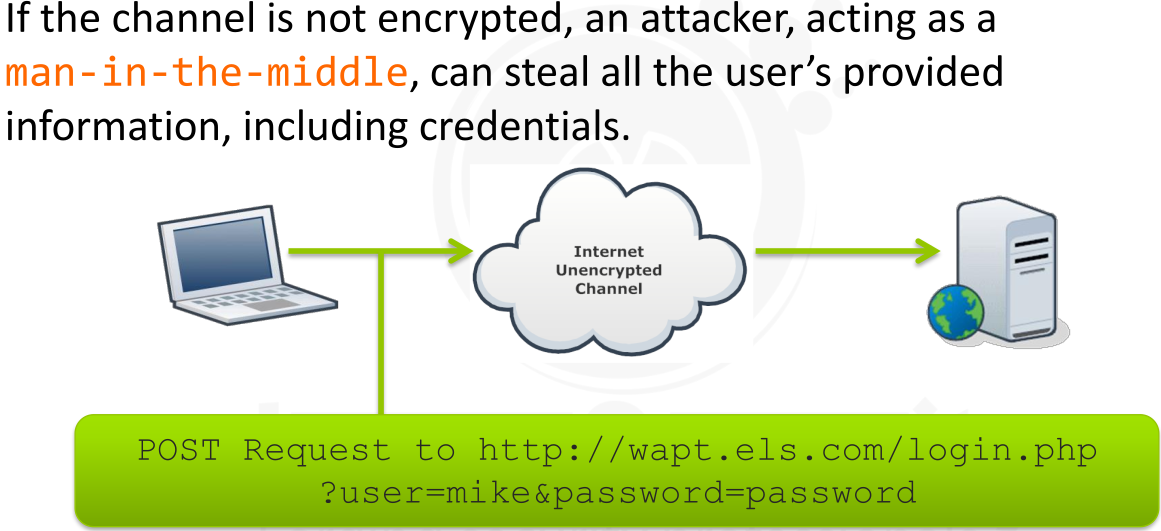 If the channel is not encrypted, an attacker, acting as a
man-in-the-middle, can steal all the user’s provided
information, including credentials.
Internet
Unencrypted
Channel
POST Request to http://wapt.els.com/login.php
?user=mike&password=password